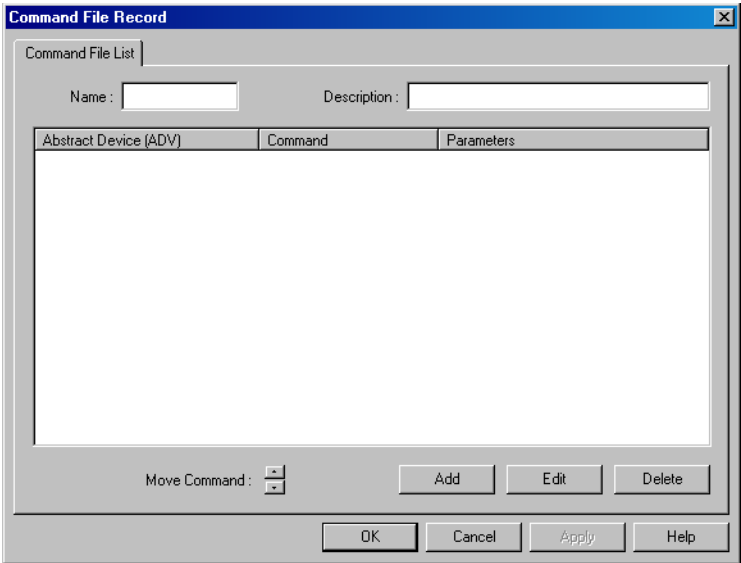 Command File Record
Command File List
Name : Description :
Abstract Device (ADV) Command Parameters
Move Command : Add Edit Delete
OK Cancel Apply Help